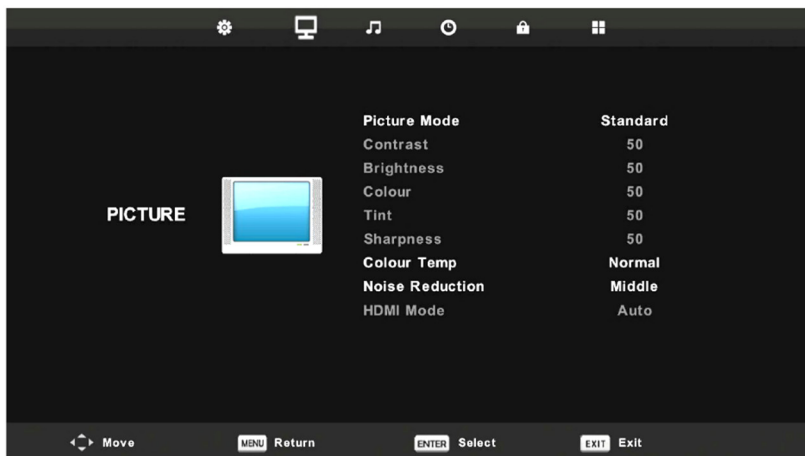 Picture Mode Standard
Contrast 50
Brightness 50
Colour 50
PICTURE
Tint 50
Sharpness 50
Colour Temp Normal
Noise Reduction Middle
HDMI Mode Auto
Move MENU Return ENTER Select EXIT Exit